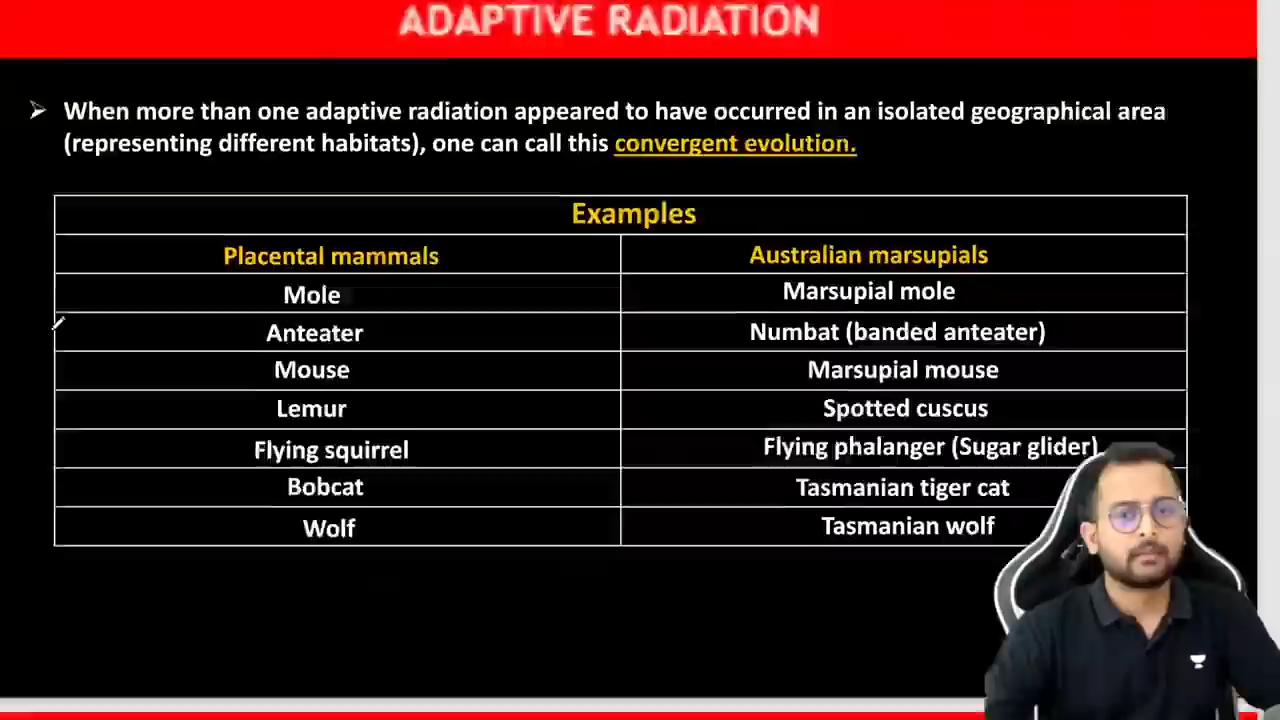 ADAPTIVE RADIATION
➢ When more than one adaptive radiation appeared to have occurred in an isolated geographical area
(representing different habitats), one can call this convergent evolution.
Examples
Placental mammals Australian marsupials
Mole Marsupial mole
Anteater Numbat (banded anteater)
Mouse Marsupial mouse
Lemur Spotted cuscus
Flying squirrel Flying phalanger (Sugar glider)
Bobcat Tasmanian tiger cat
Wolf Tasmanian wolf